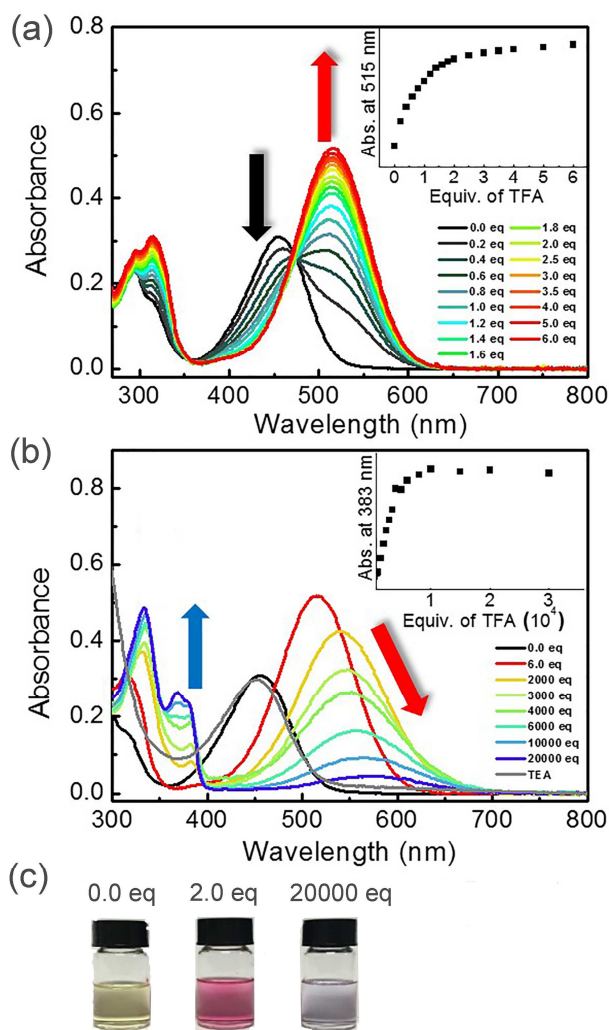 (a)
0.8
0.6
0.4
0.2
0.0
Absorbance
300 400 500 600 700 800
Wavelength (nm)
Abs. at 515 nm
0 1 2 3 4 5 6
Equiv. of TFA
0.0 eq 1.8 eq
0.2 eq 2.0 eq
0.4 eq 2.5 eq
0.6 eq 3.0 eq
0.8 eq 3.5 eq
1.0 eq 4.0 eq
1.2 eq 5.0 eq
1.4 eq 6.0 eq
1.6 eq
(b)
0.8
0.6
0.4
0.2
0.0
Absorbance
300 400 500 600 700 800
Wavelength (nm)
Abs. at 383 nm
1 2 3
Equiv. of TFA (10⁴)
0.0 eq
6.0 eq
2000 eq
3000 eq
4000 eq
6000 eq
10000 eq
20000 eq
TEA
(c)
0.0 eq 2.0 eq 20000 eq